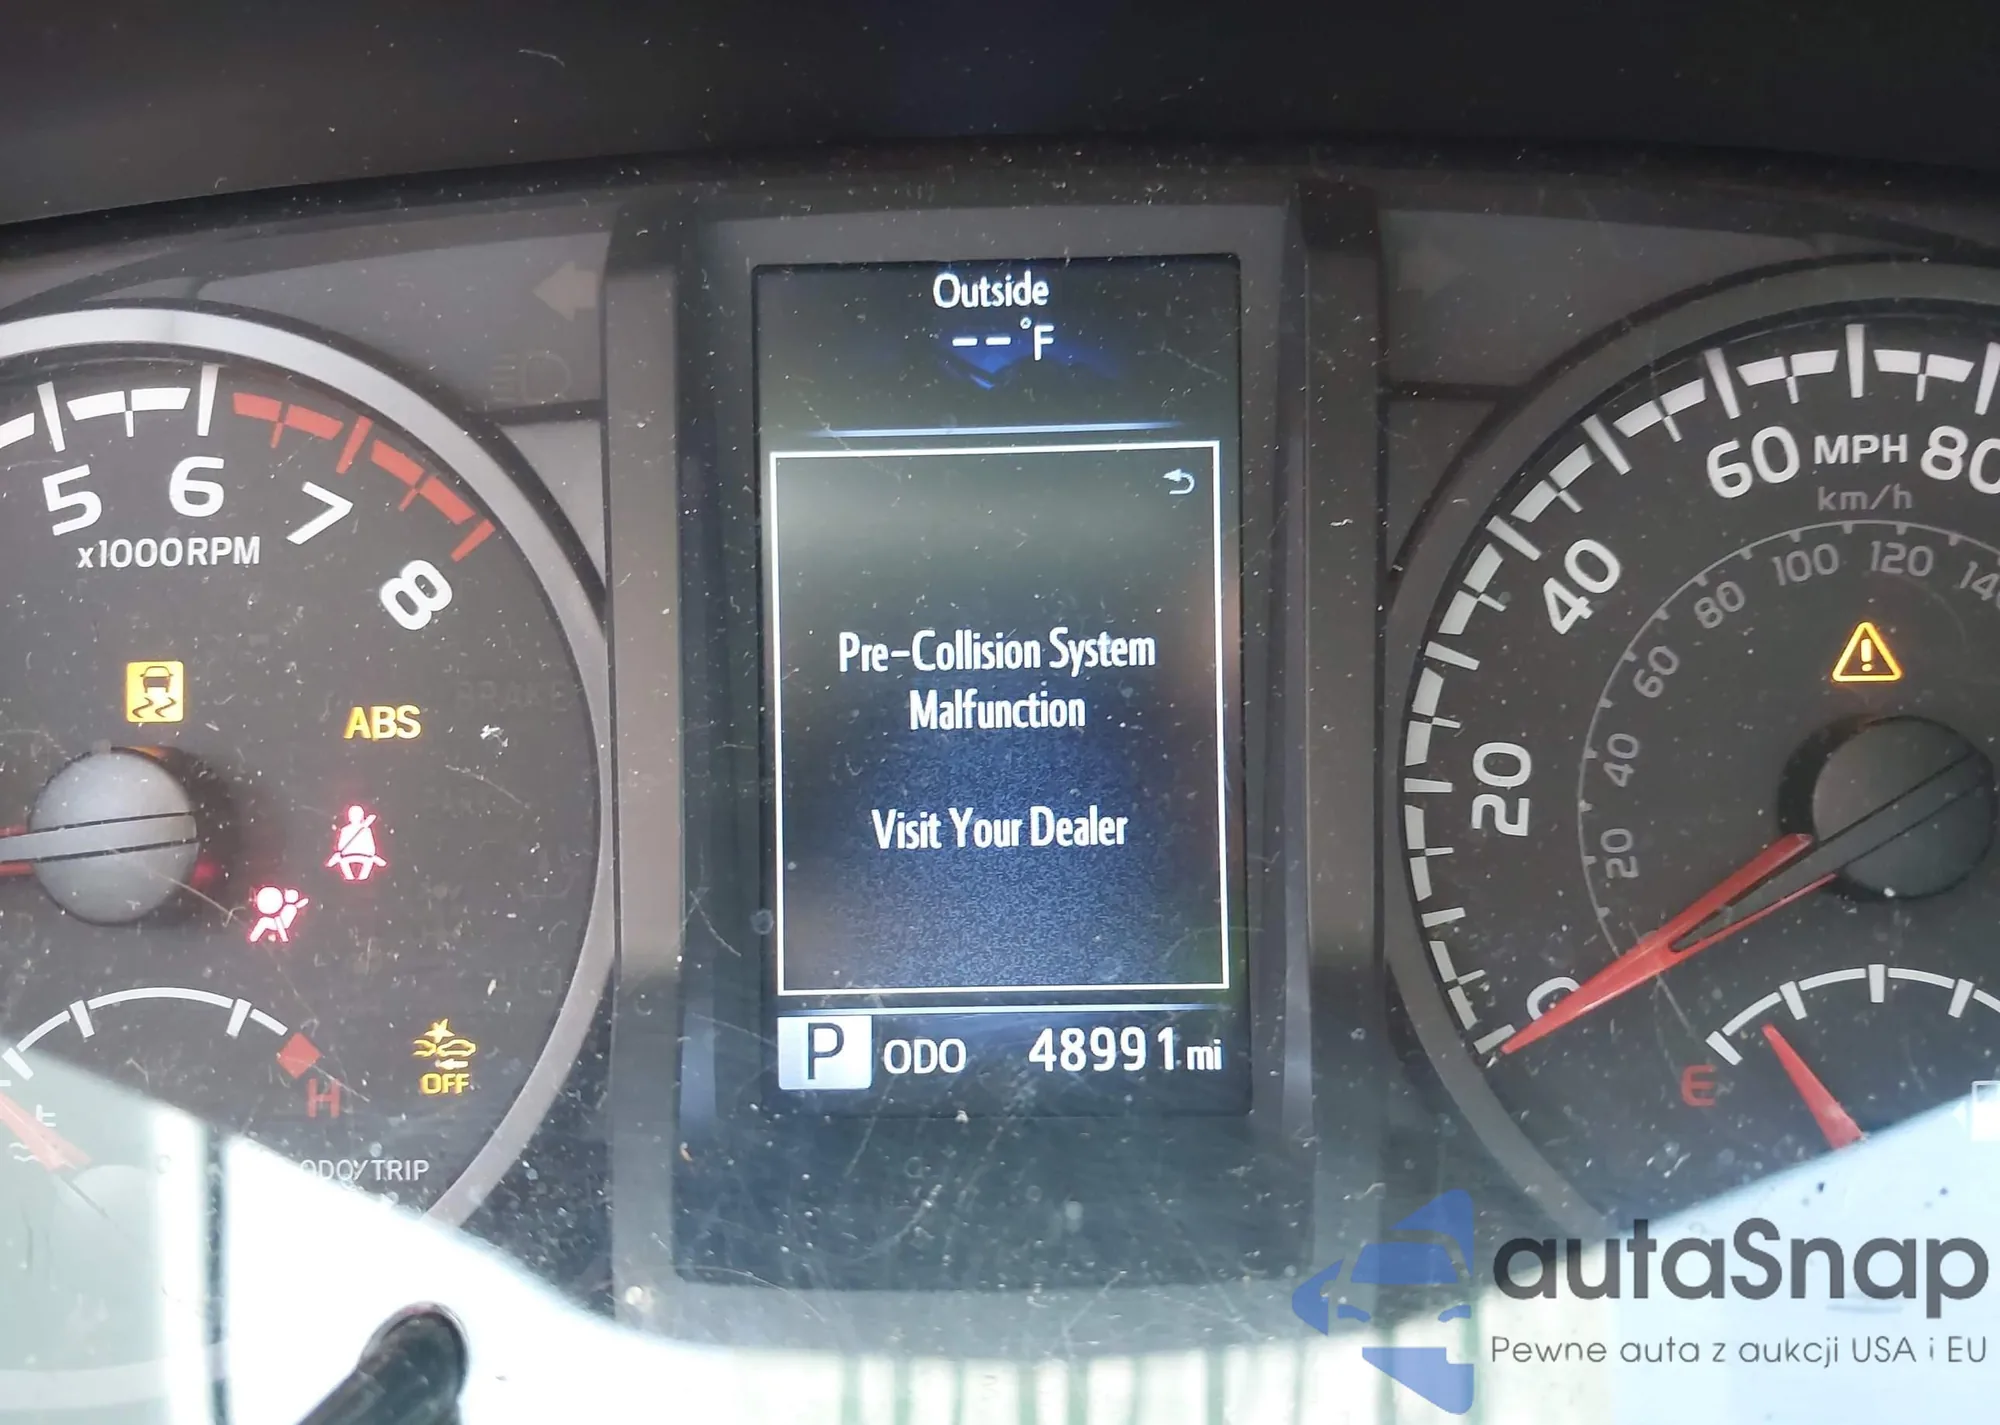 Outside
--°F
5 6 7 8
x1000RPM
ABS
BRAKE
Pre-Collision System
Malfunction
Visit Your Dealer
P ODO 48991 mi
OFF
H
ODO/TRIP
0 20 40 60 MPH 80
km/h
20 40 60 80 100 120
E
autaSnap
Pewne auta z aukcji USA i EU